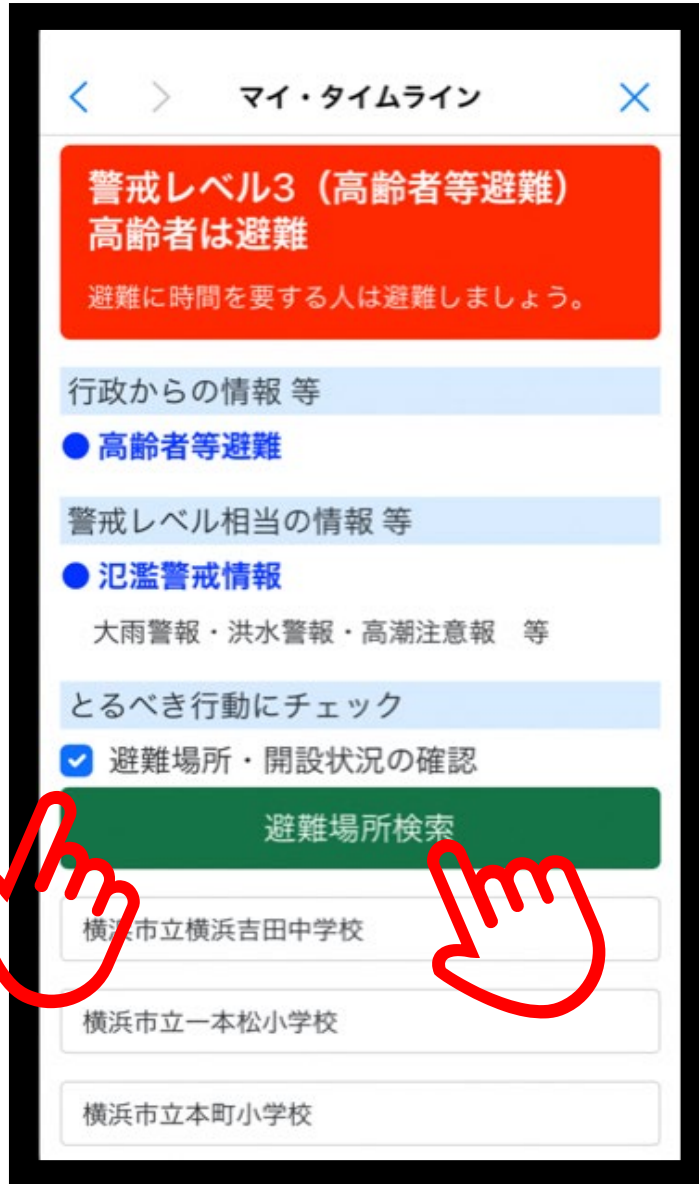 マイ・タイムライン
警戒レベル3（高齢者等避難）
高齢者は避難
避難に時間を要する人は避難しましょう。
行政からの情報 等
●高齢者等避難
警戒レベル相当の情報 等
●氾濫警戒情報
大雨警報・洪水警報・高潮注意報　等
とるべき行動にチェック
避難場所・開設状況の確認
避難場所検索
横浜市立横浜吉田中学校
横浜市立一本松小学校
横浜市立本町小学校